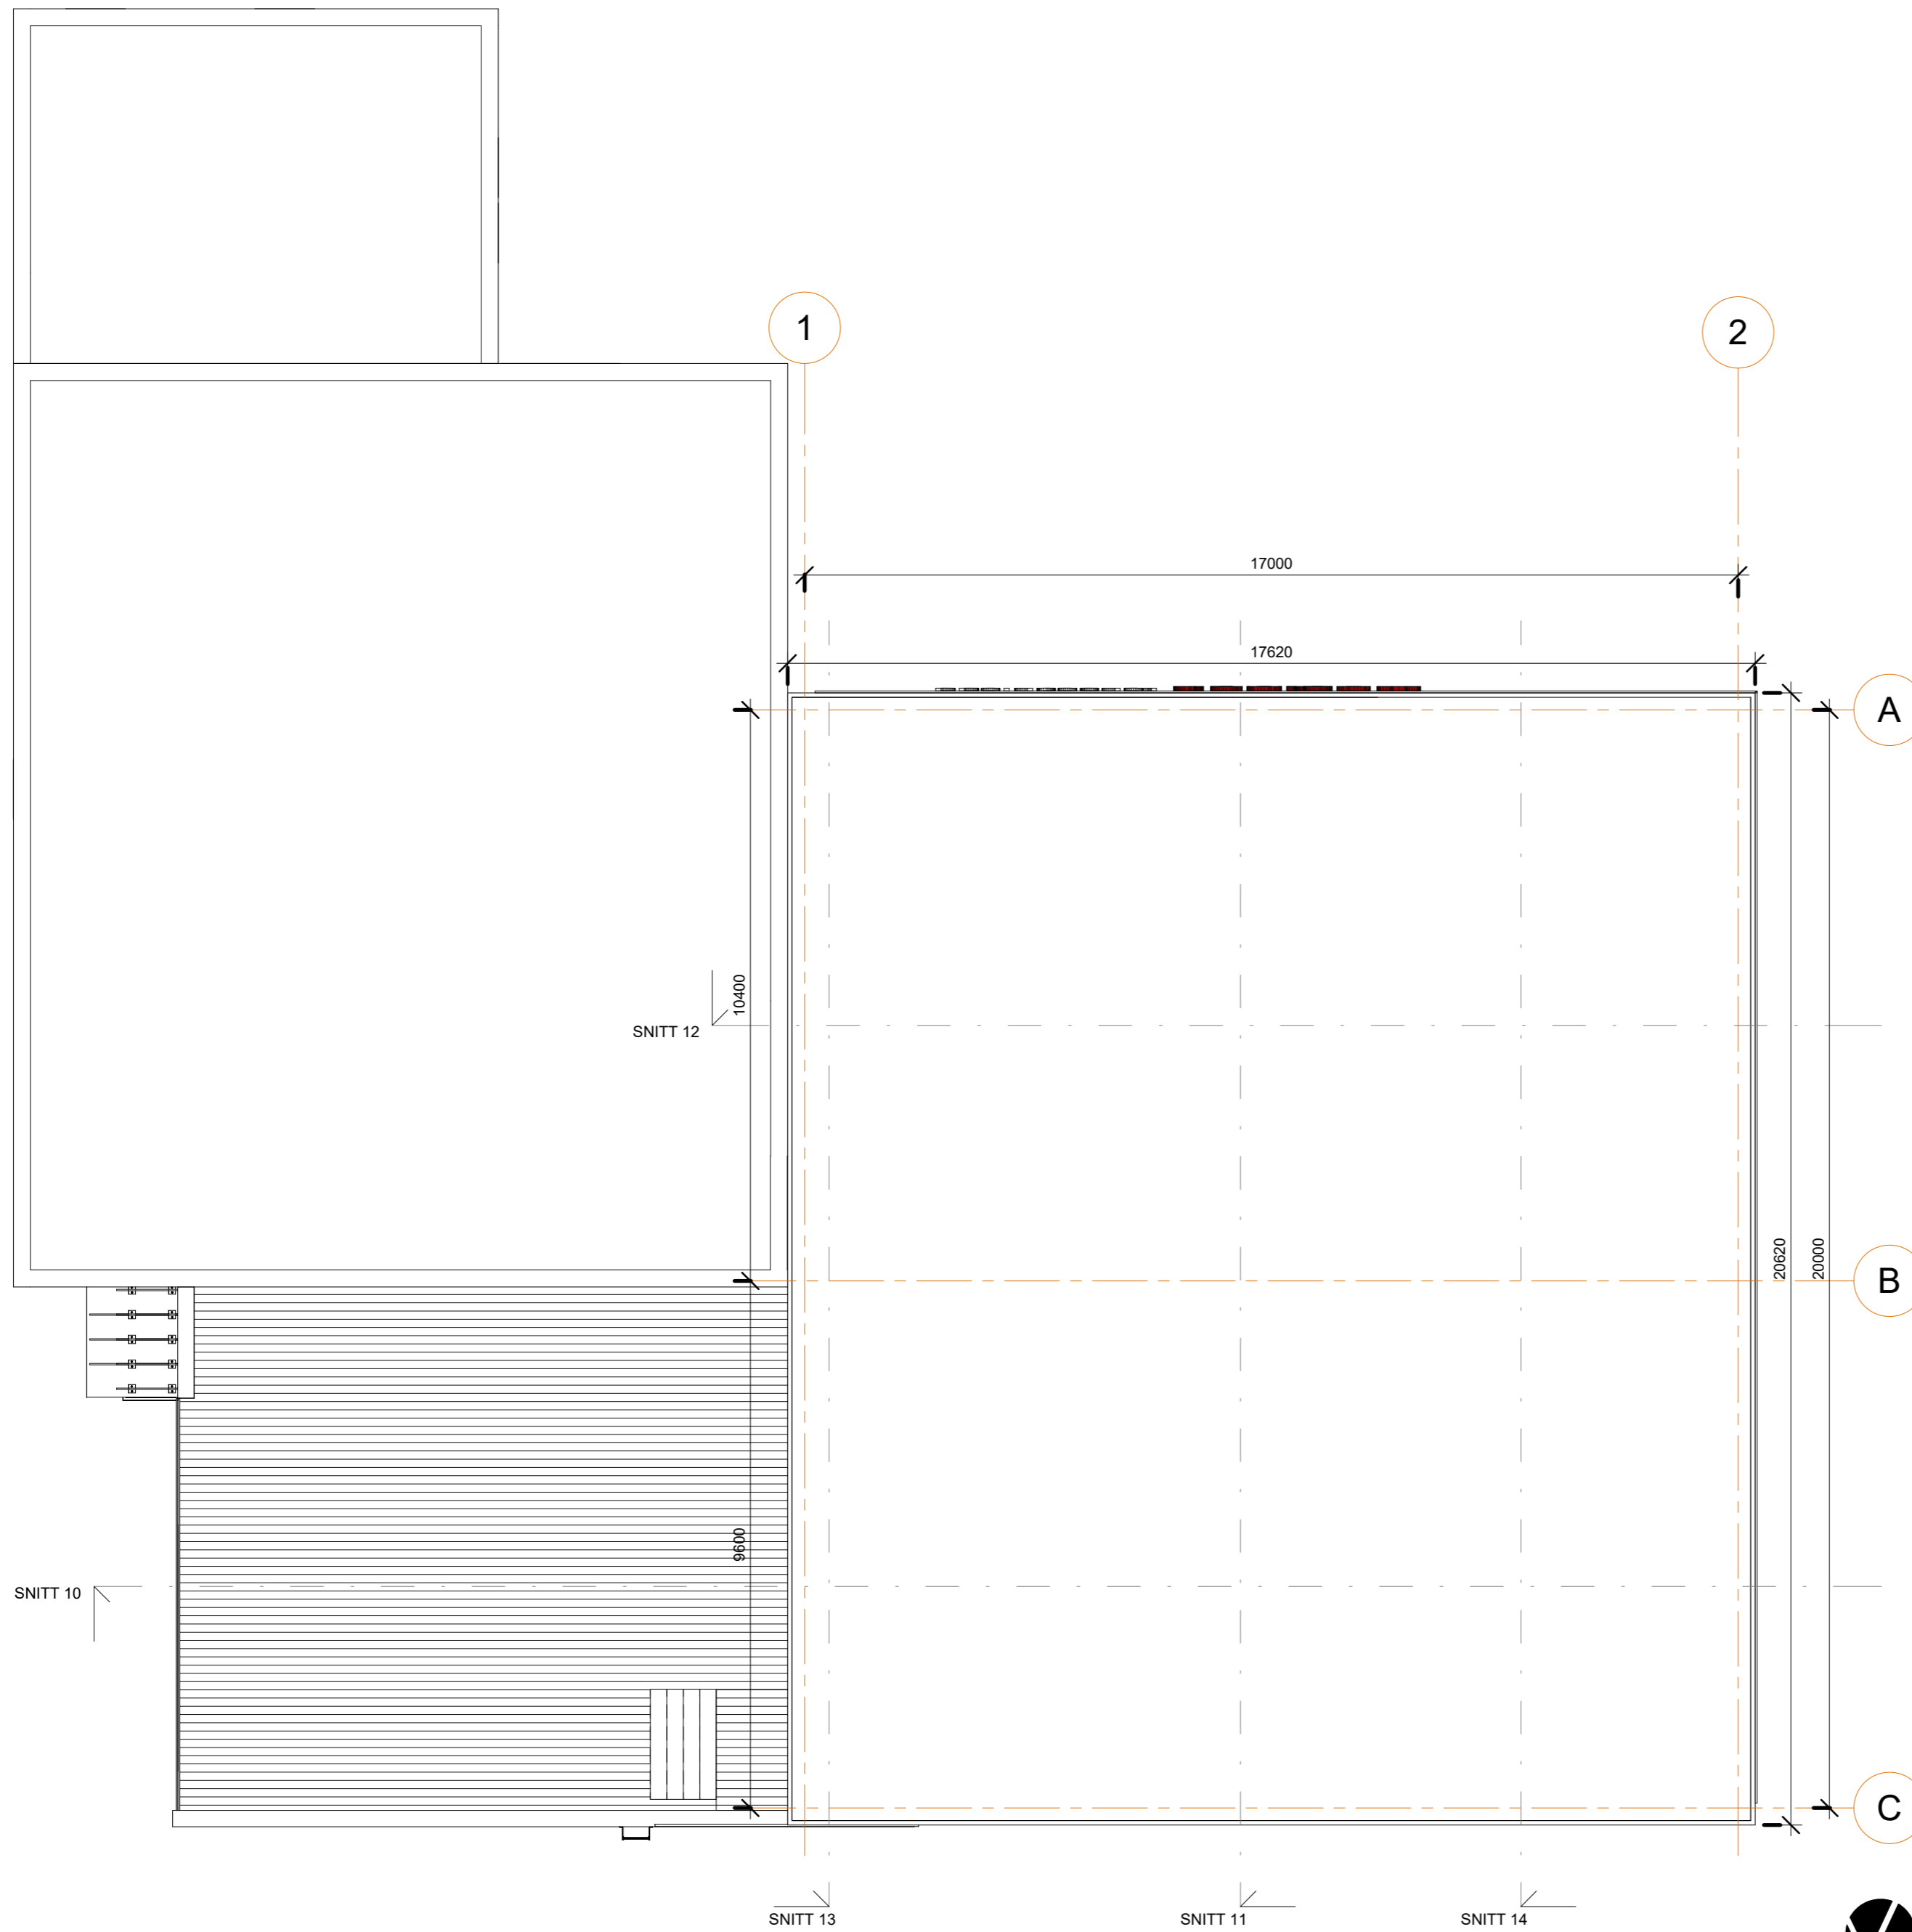 1
2
17000
17620
A
10400
SNITT 12
20620
20000
B
9600
SNITT 10
C
SNITT 13
SNITT 11
SNITT 14